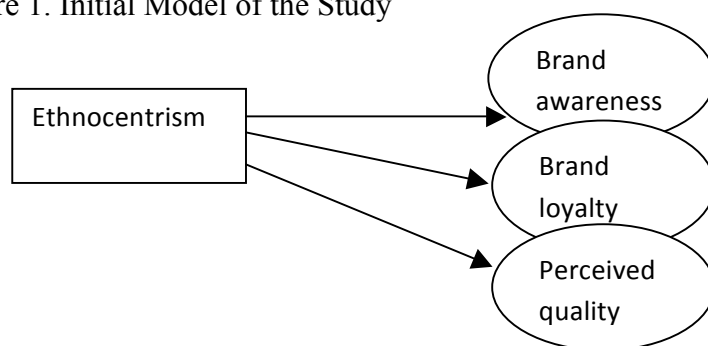 re 1. Initial Model of the Study
Ethnocentrism
Brand
awareness
Brand
loyalty
Perceived
quality